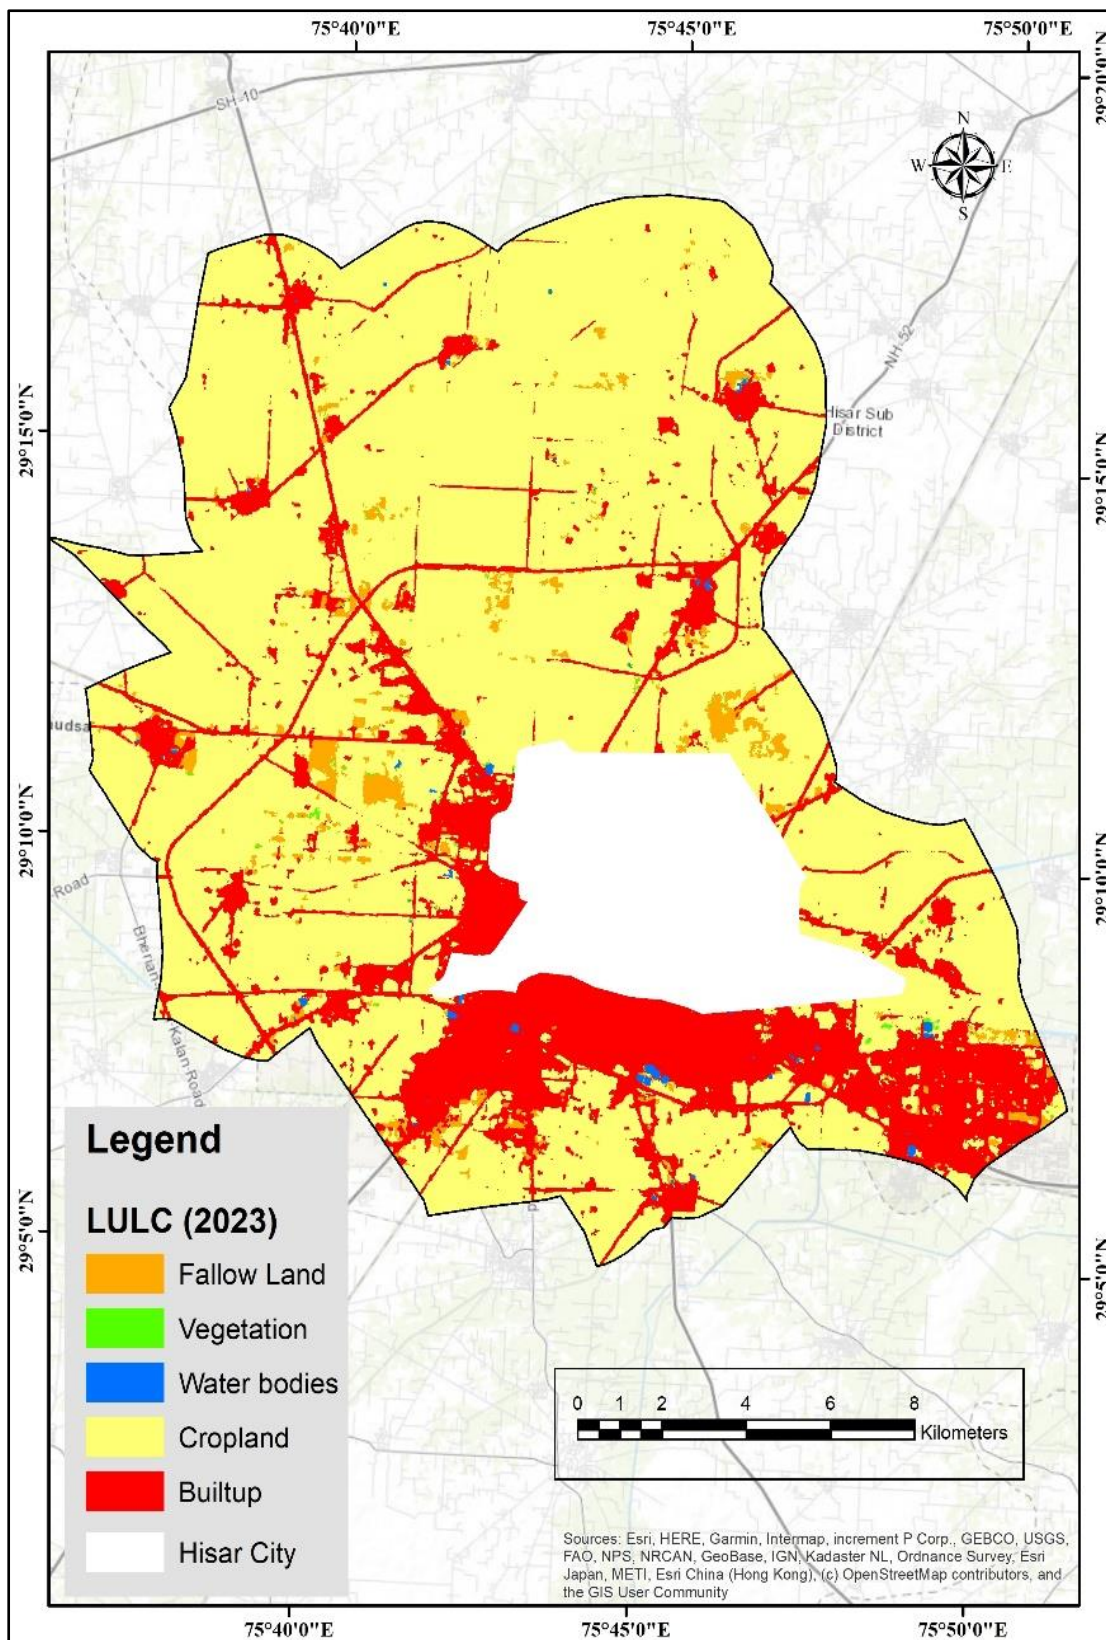 75°40'0"E 75°45'0"E 75°50'0"E
29°20'0"N
SH-10
N
W E
S
NH-52
Hisar Sub
District
29°15'0"N
29°15'0"N
udsa
29°10'0"N
29°10'0"N
Road
Kalan-Road
29°5'0"N
29°5'0"N
Legend
LULC (2023)
Fallow Land
Vegetation
Water bodies
Cropland
Builtup
Hisar City
0 1 2 4 6 8
Kilometers
Sources: Esri, HERE, Garmin, Intermap, increment P Corp., GEBCO, USGS,
FAO, NPS, NRCAN, GeoBase, IGN, Kadaster NL, Ordnance Survey, Esri
Japan, METI, Esri China (Hong Kong), (c) OpenStreetMap contributors, and
the GIS User Community
75°40'0"E 75°45'0"E 75°50'0"E